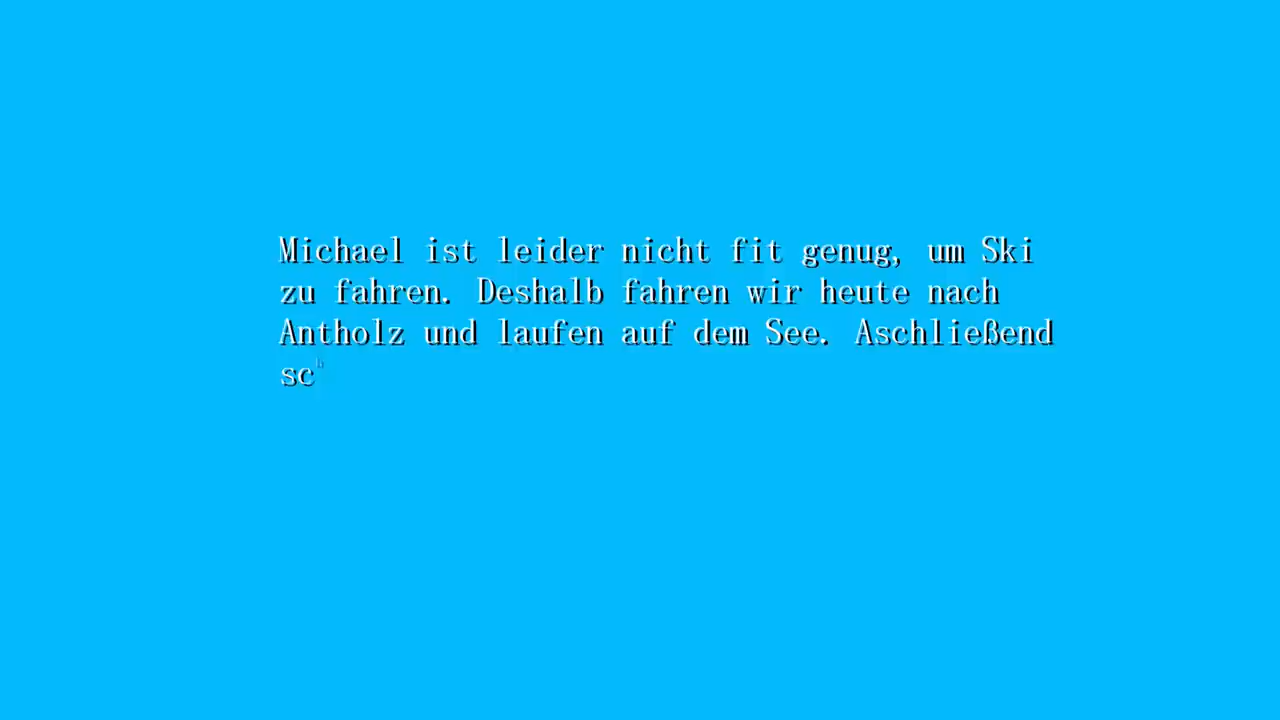 Michael ist leider nicht fit genug, um Ski
zu fahren. Deshalb fahren wir heute nach
Antholz und laufen auf dem See. Aschließend
sch